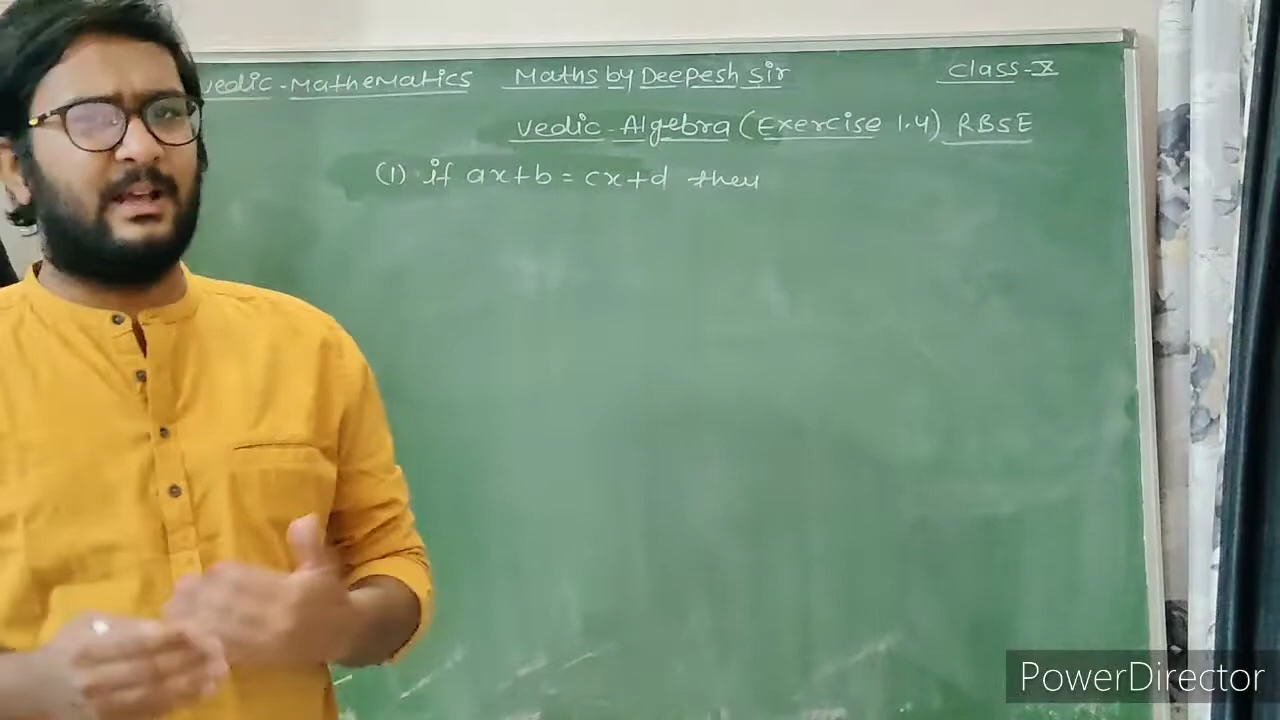 vedic - Mathematics Maths by Deepesh Sir Class - X
Vedic - Algebra (Exercise 1.4) RBSE
(1) if ax+b = cx+d then
PowerDirector